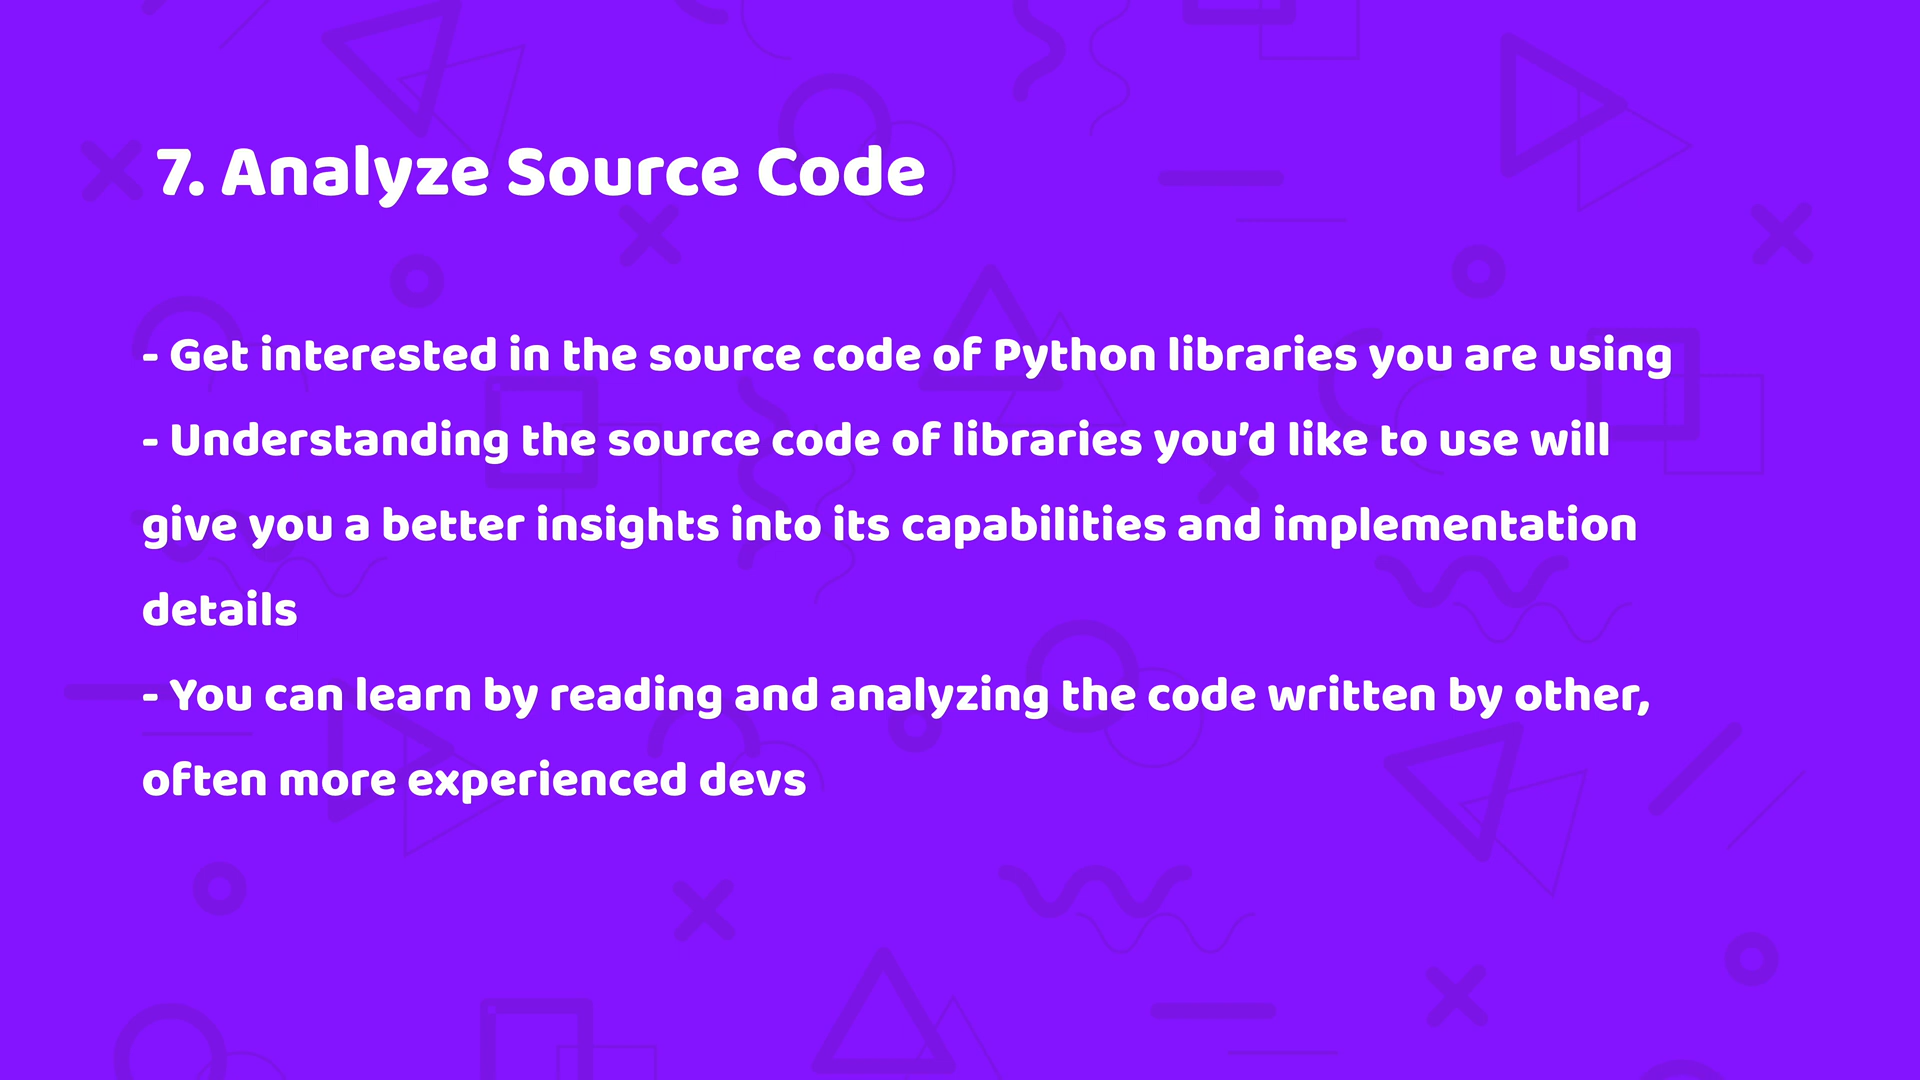 7. Analyze Source Code
- Get interested in the source code of Python libraries you are using
- Understanding the source code of libraries you’d like to use will
give you a better insights into its capabilities and implementation
details
- You can learn by reading and analyzing the code written by other,
often more experienced devs